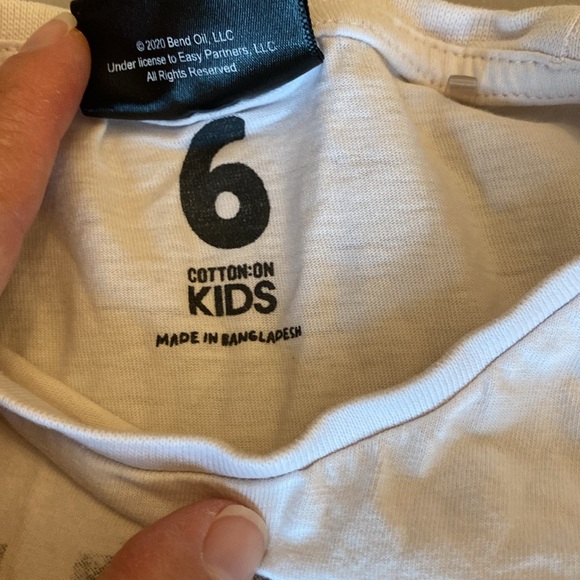 © 2020 Bend Oil, LLC
Under license to Easy Partners, LLC.
All Rights Reserved.
6
COTTON:ON
KIDS
MADE IN BANGLADESH